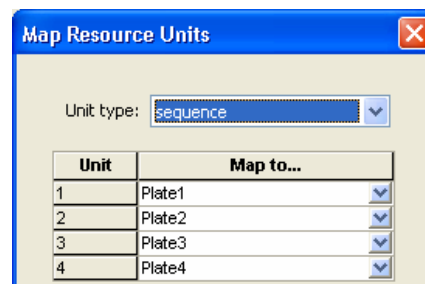 Map Resource Units
Unit type: sequence
Unit Map to...
1 Plate1
2 Plate2
3 Plate3
4 Plate4